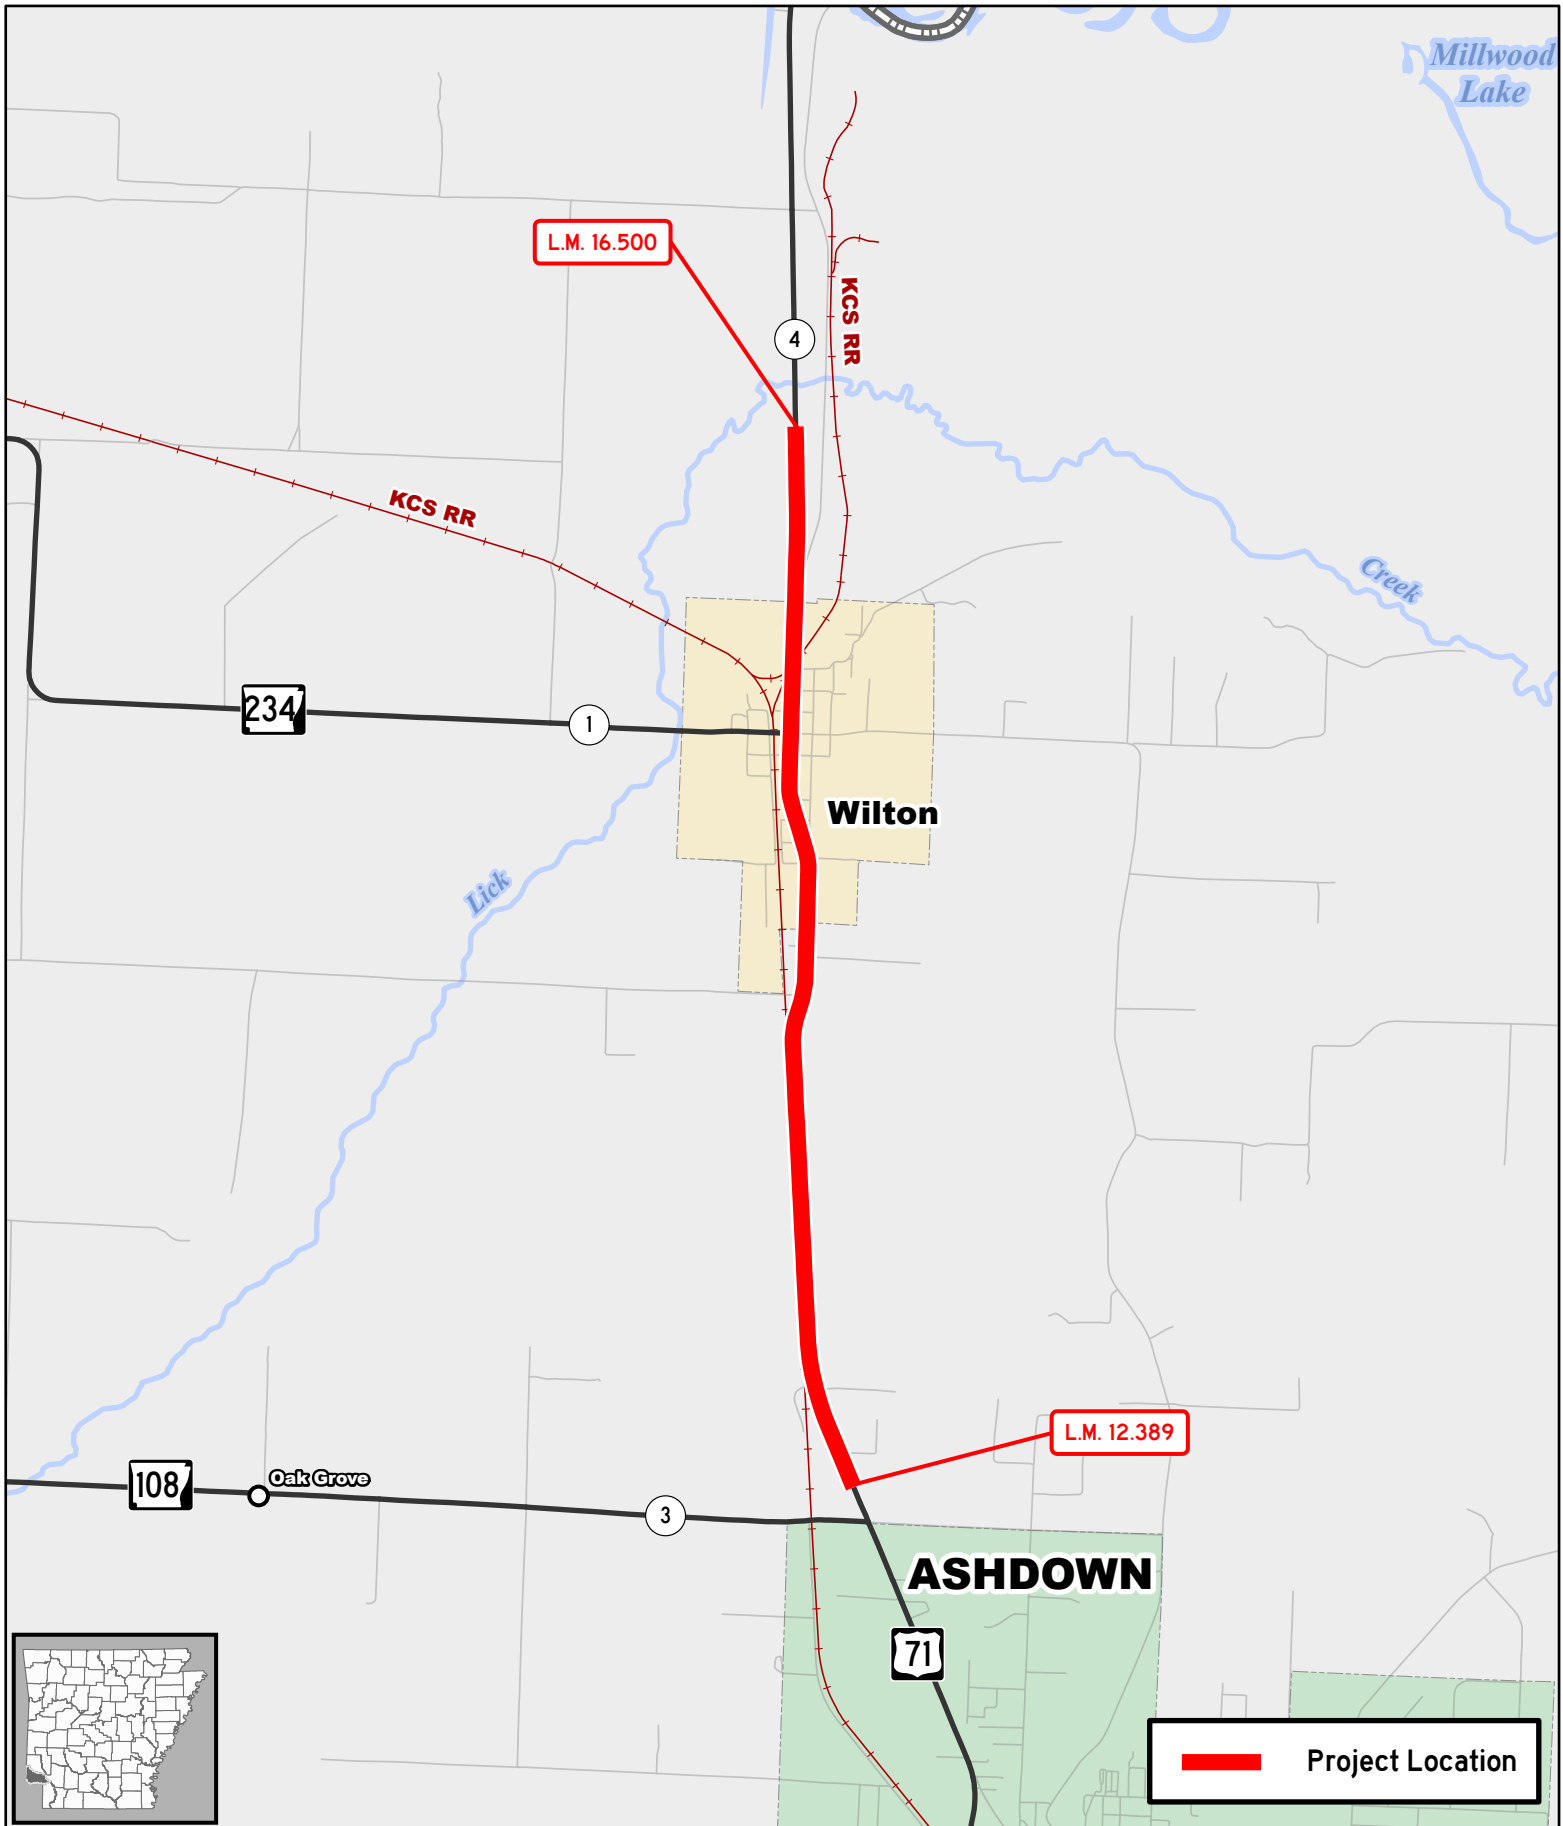 Millwood
Lake
L.M. 16.500
KCS RR
4
KCS RR
Creek
234
1
Wilton
Lick
L.M. 12.389
108
Oak Grove
3
ASHDOWN
71
Project Location